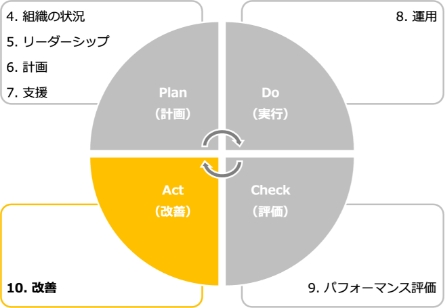 4. 組織の状況
5. リーダーシップ
6. 計画
7. 支援
8. 運用
Plan
(計画)
Do
(実行)
Act
(改善)
Check
(評価)
10. 改善
9. パフォーマンス評価